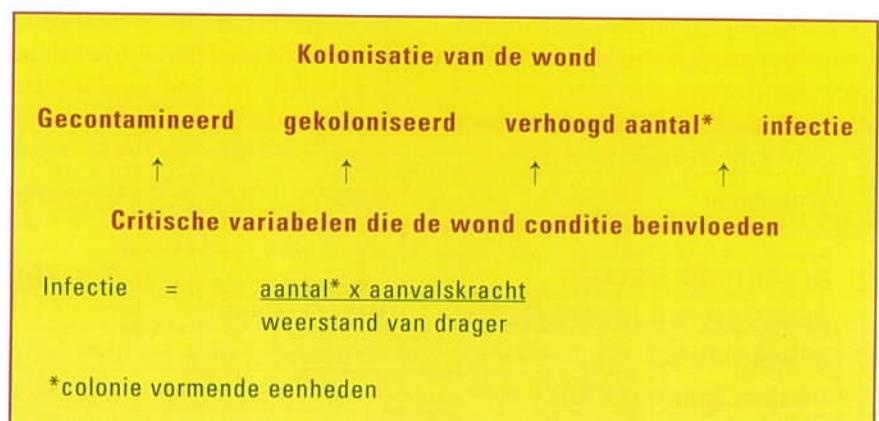 Kolonisatie van de wond
Gecontamineerd gekoloniseerd verhoogd aantal* infectie
↑ ↑ ↑ ↑
Critische variabelen die de wond conditie beinvloeden
Infectie = aantal* x aanvalskracht
weerstand van drager
*colonie vormende eenheden